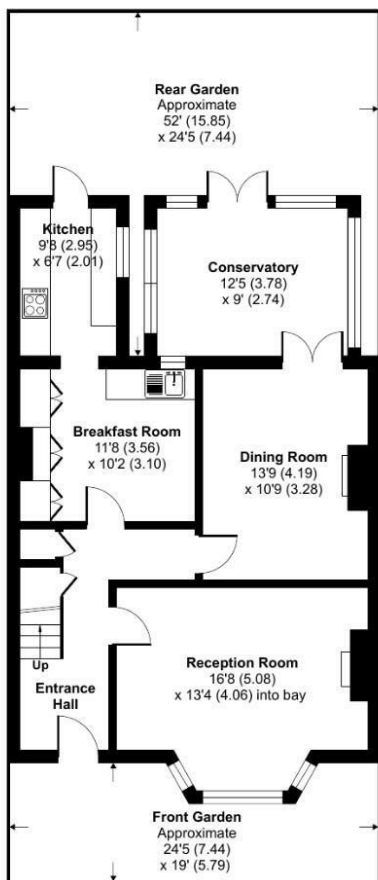 Rear Garden
Approximate
52' (15.85)
x 24'5 (7.44)
Kitchen
9'8 (2.95)
x 6'7 (2.01)
Conservatory
12'5 (3.78)
x 9' (2.74)
Breakfast Room
11'8 (3.56)
x 10'2 (3.10)
Dining Room
13'9 (4.19)
x 10'9 (3.28)
Up
Entrance
Hall
Reception Room
16'8 (5.08)
x 13'4 (4.06) into bay
Front Garden
Approximate
24'5 (7.44)
x 19' (5.79)